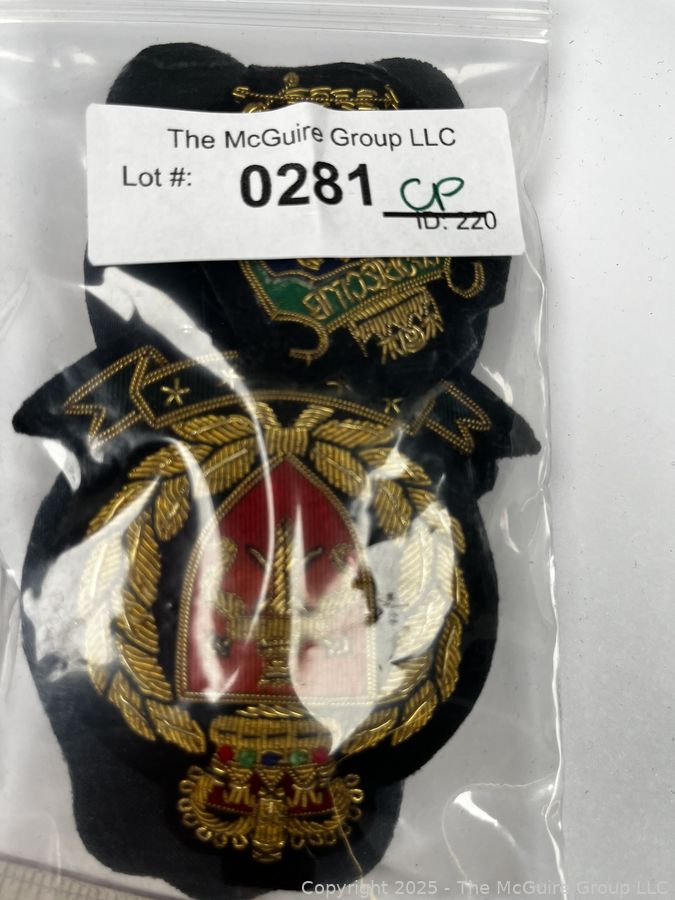 The McGuire Group LLC
Lot #:
0281 CP
ID: 220
Copyright 2025 - The McGuire Group LLC